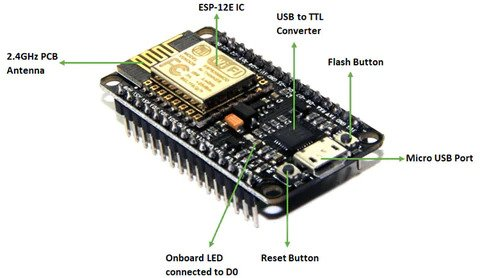 ESP-12E IC
USB to TTL
Converter
2.4GHz PCB
Antenna
Flash Button
Micro USB Port
Onboard LED
connected to D0
Reset Button